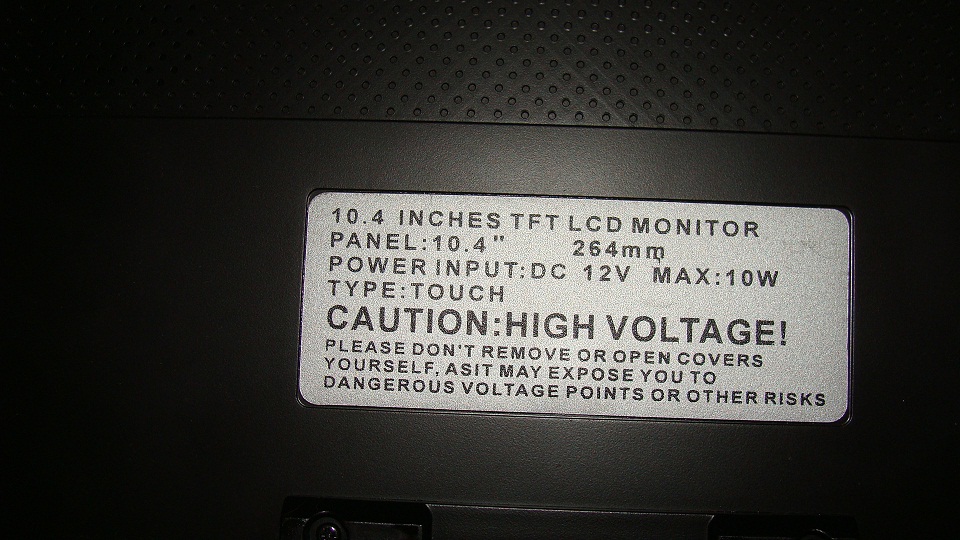 10.4 INCHES TFT LCD MONITOR
PANEL:10.4" 264mm
POWER INPUT:DC 12V MAX:10W
TYPE:TOUCH
CAUTION:HIGH VOLTAGE!
PLEASE DON'T REMOVE OR OPEN COVERS
YOURSELF, ASIT MAY EXPOSE YOU TO
DANGEROUS VOLTAGE POINTS OR OTHER RISKS